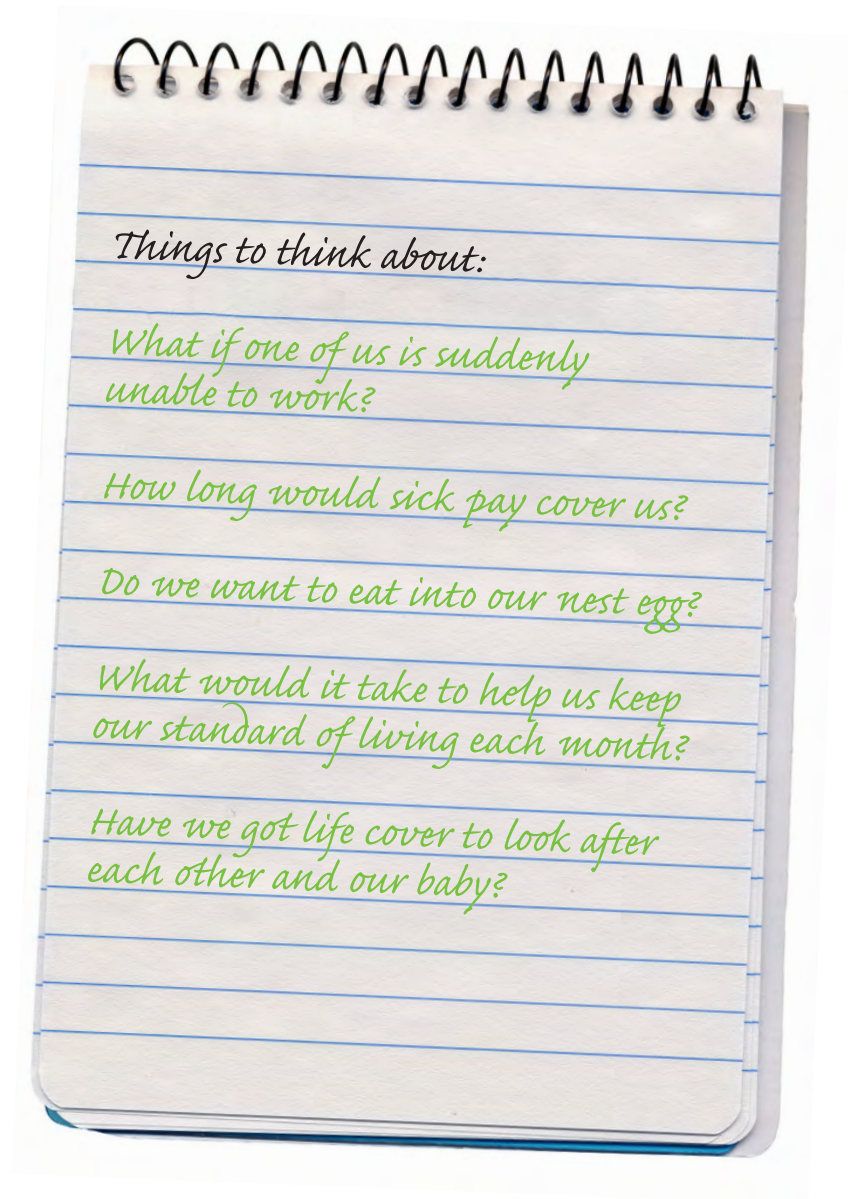 Things to think about:
What if one of us is suddenly
unable to work?
How long would sick pay cover us?
Do we want to eat into our nest egg?
What would it take to help us keep
our standard of living each month?
Have we got life cover to look after
each other and our baby?